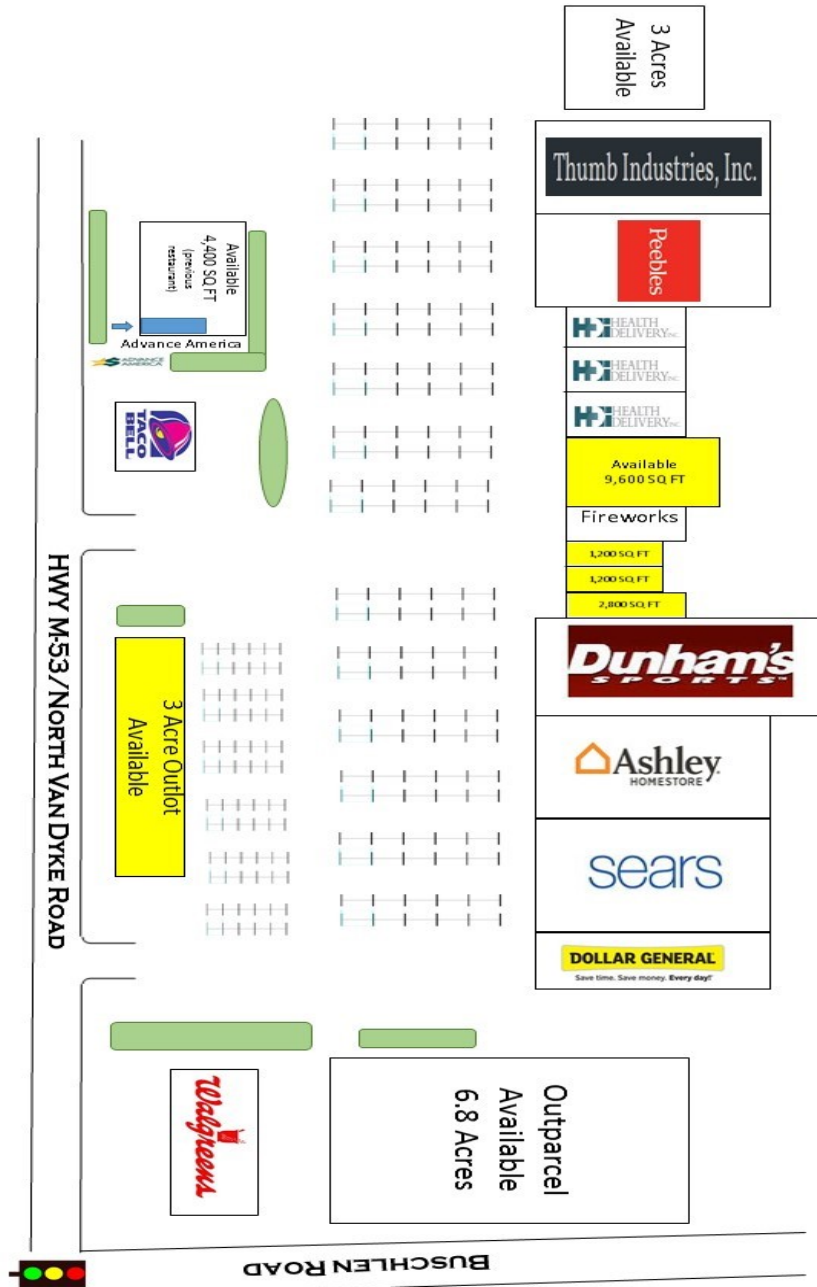 3 Acres
Available
Thumb Industries, Inc.
Peebles
HDi HEALTH
DELIVERY INC.
HDi HEALTH
DELIVERY INC.
HDi HEALTH
DELIVERY INC.
Available
9,600 SQ FT
Fireworks
1,200 SQ FT
1,200 SQ FT
2,800 SQ FT
Dunham's
SPORTS™
Ashley
HOMESTORE
sears
DOLLAR GENERAL
Save time. Save money. Every day!
Available
4,400 SQ FT
(previous
restaurant)
Advance America
ADVANCE
AMERICA
TACO
BELL
3 Acre Outlot
Available
HWY M-53/NORTH VAN DYKE ROAD
Walgreens
Outparcel
Available
6.8 Acres
BUSCHLEN ROAD